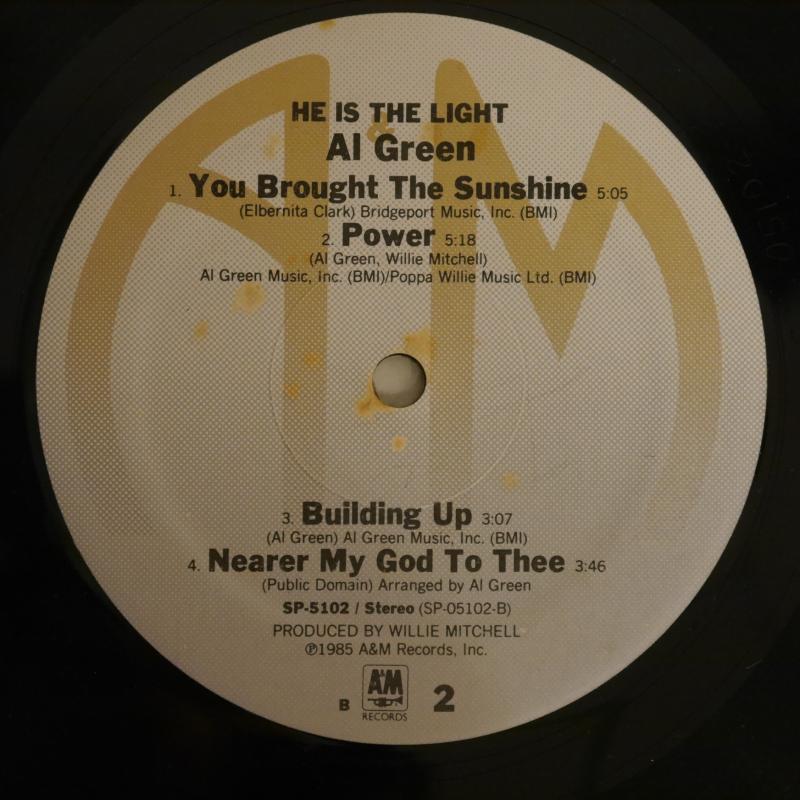 HE IS THE LIGHT
Al Green
1. You Brought The Sunshine 5:05
(Elbernita Clark) Bridgeport Music, Inc. (BMI)
2. Power 5:18
(Al Green, Willie Mitchell)
Al Green Music, Inc. (BMI)/Poppa Willie Music Ltd. (BMI)
3. Building Up 3:07
(Al Green) Al Green Music, Inc. (BMI)
4. Nearer My God To Thee 3:46
(Public Domain) Arranged by Al Green
SP-5102 / Stereo (SP-05102-B)
PRODUCED BY WILLIE MITCHELL
℗1985 A&M Records, Inc.
B A&M RECORDS 2